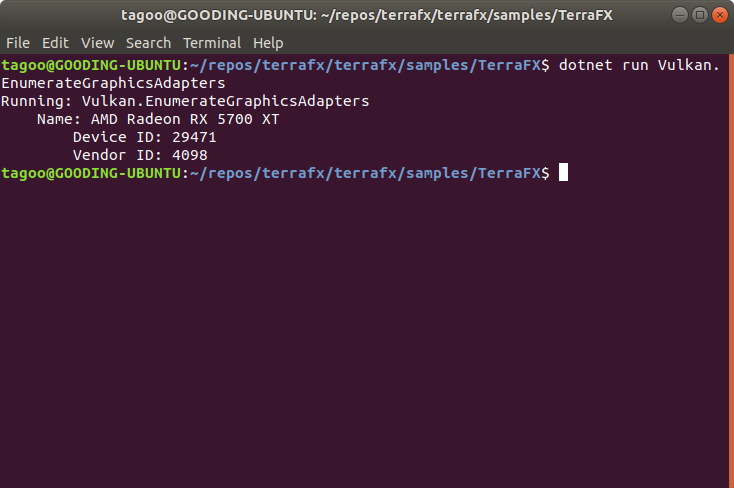 tagoo@GOODING-UBUNTU: ~/repos/terrafx/terrafx/samples/TerraFX
File Edit View Search Terminal Help
tagoo@GOODING-UBUNTU:~/repos/terrafx/terrafx/samples/TerraFX$ dotnet run Vulkan.
EnumerateGraphicsAdapters
Running: Vulkan.EnumerateGraphicsAdapters
    Name: AMD Radeon RX 5700 XT
        Device ID: 29471
        Vendor ID: 4098
tagoo@GOODING-UBUNTU:~/repos/terrafx/terrafx/samples/TerraFX$